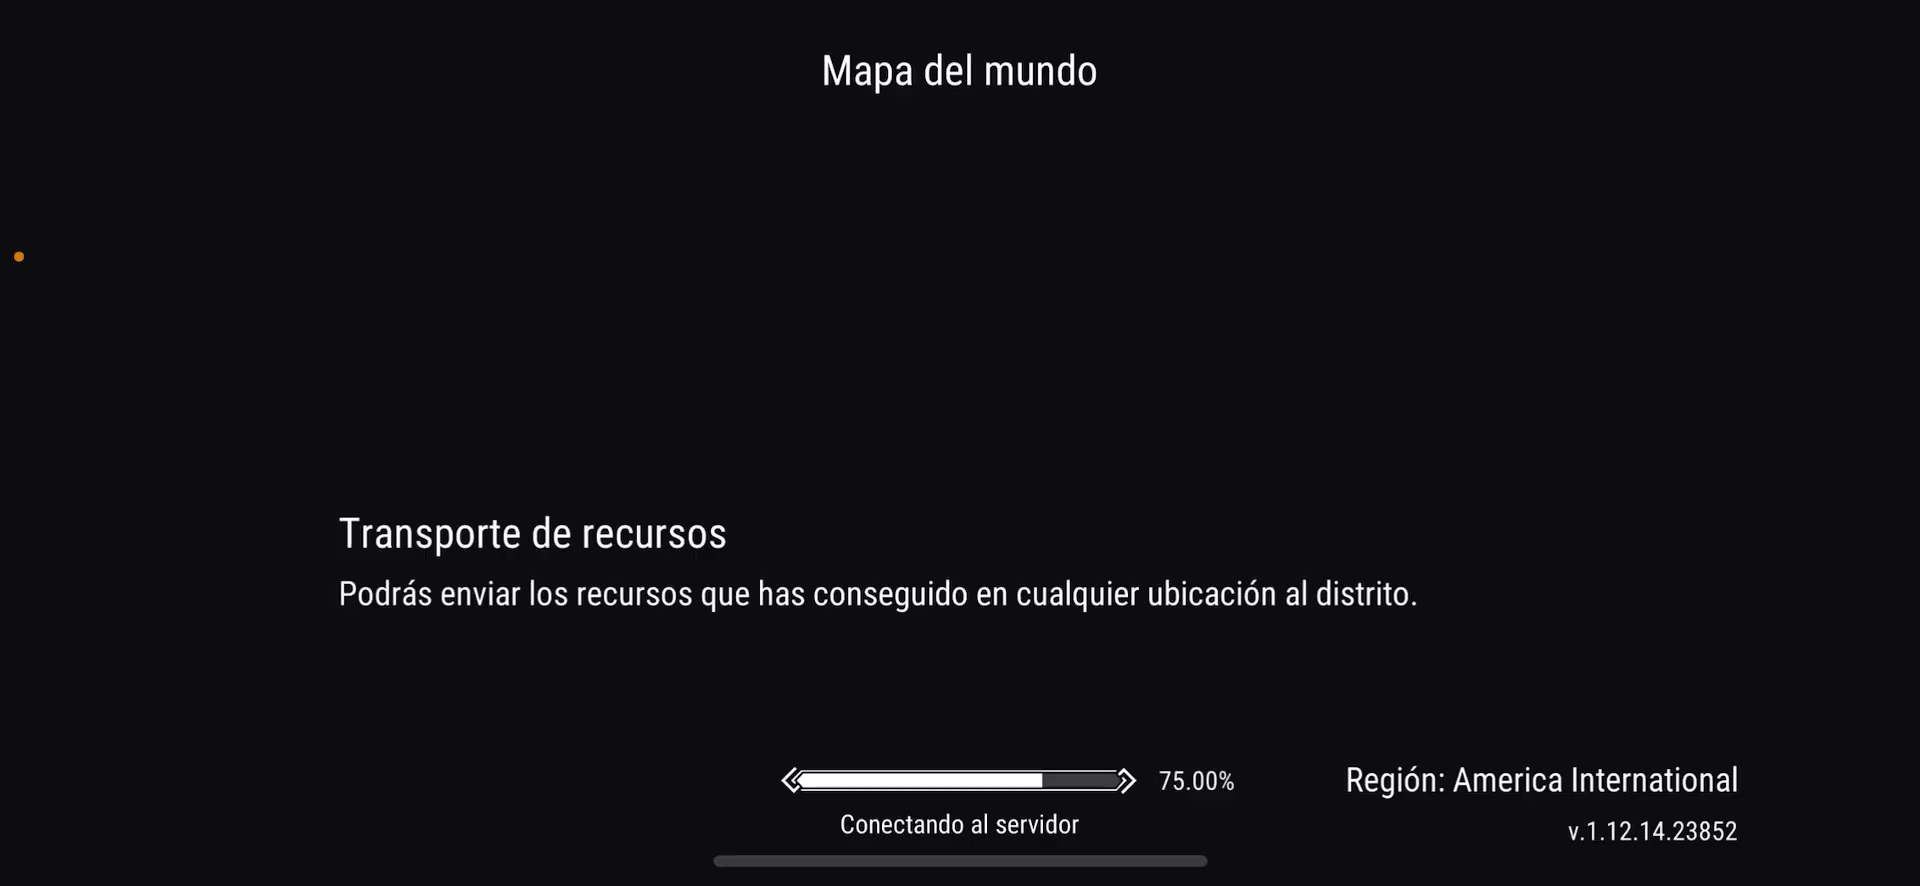 Mapa del mundo
Transporte de recursos
Podrás enviar los recursos que has conseguido en cualquier ubicación al distrito.
75.00%
Conectando al servidor
Región: America International
v.1.12.14.23852